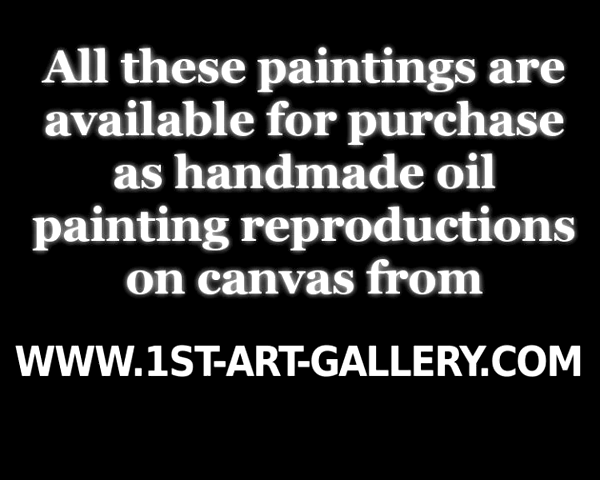 All these paintings are
available for purchase
as handmade oil
painting reproductions
on canvas from
WWW.1ST-ART-GALLERY.COM